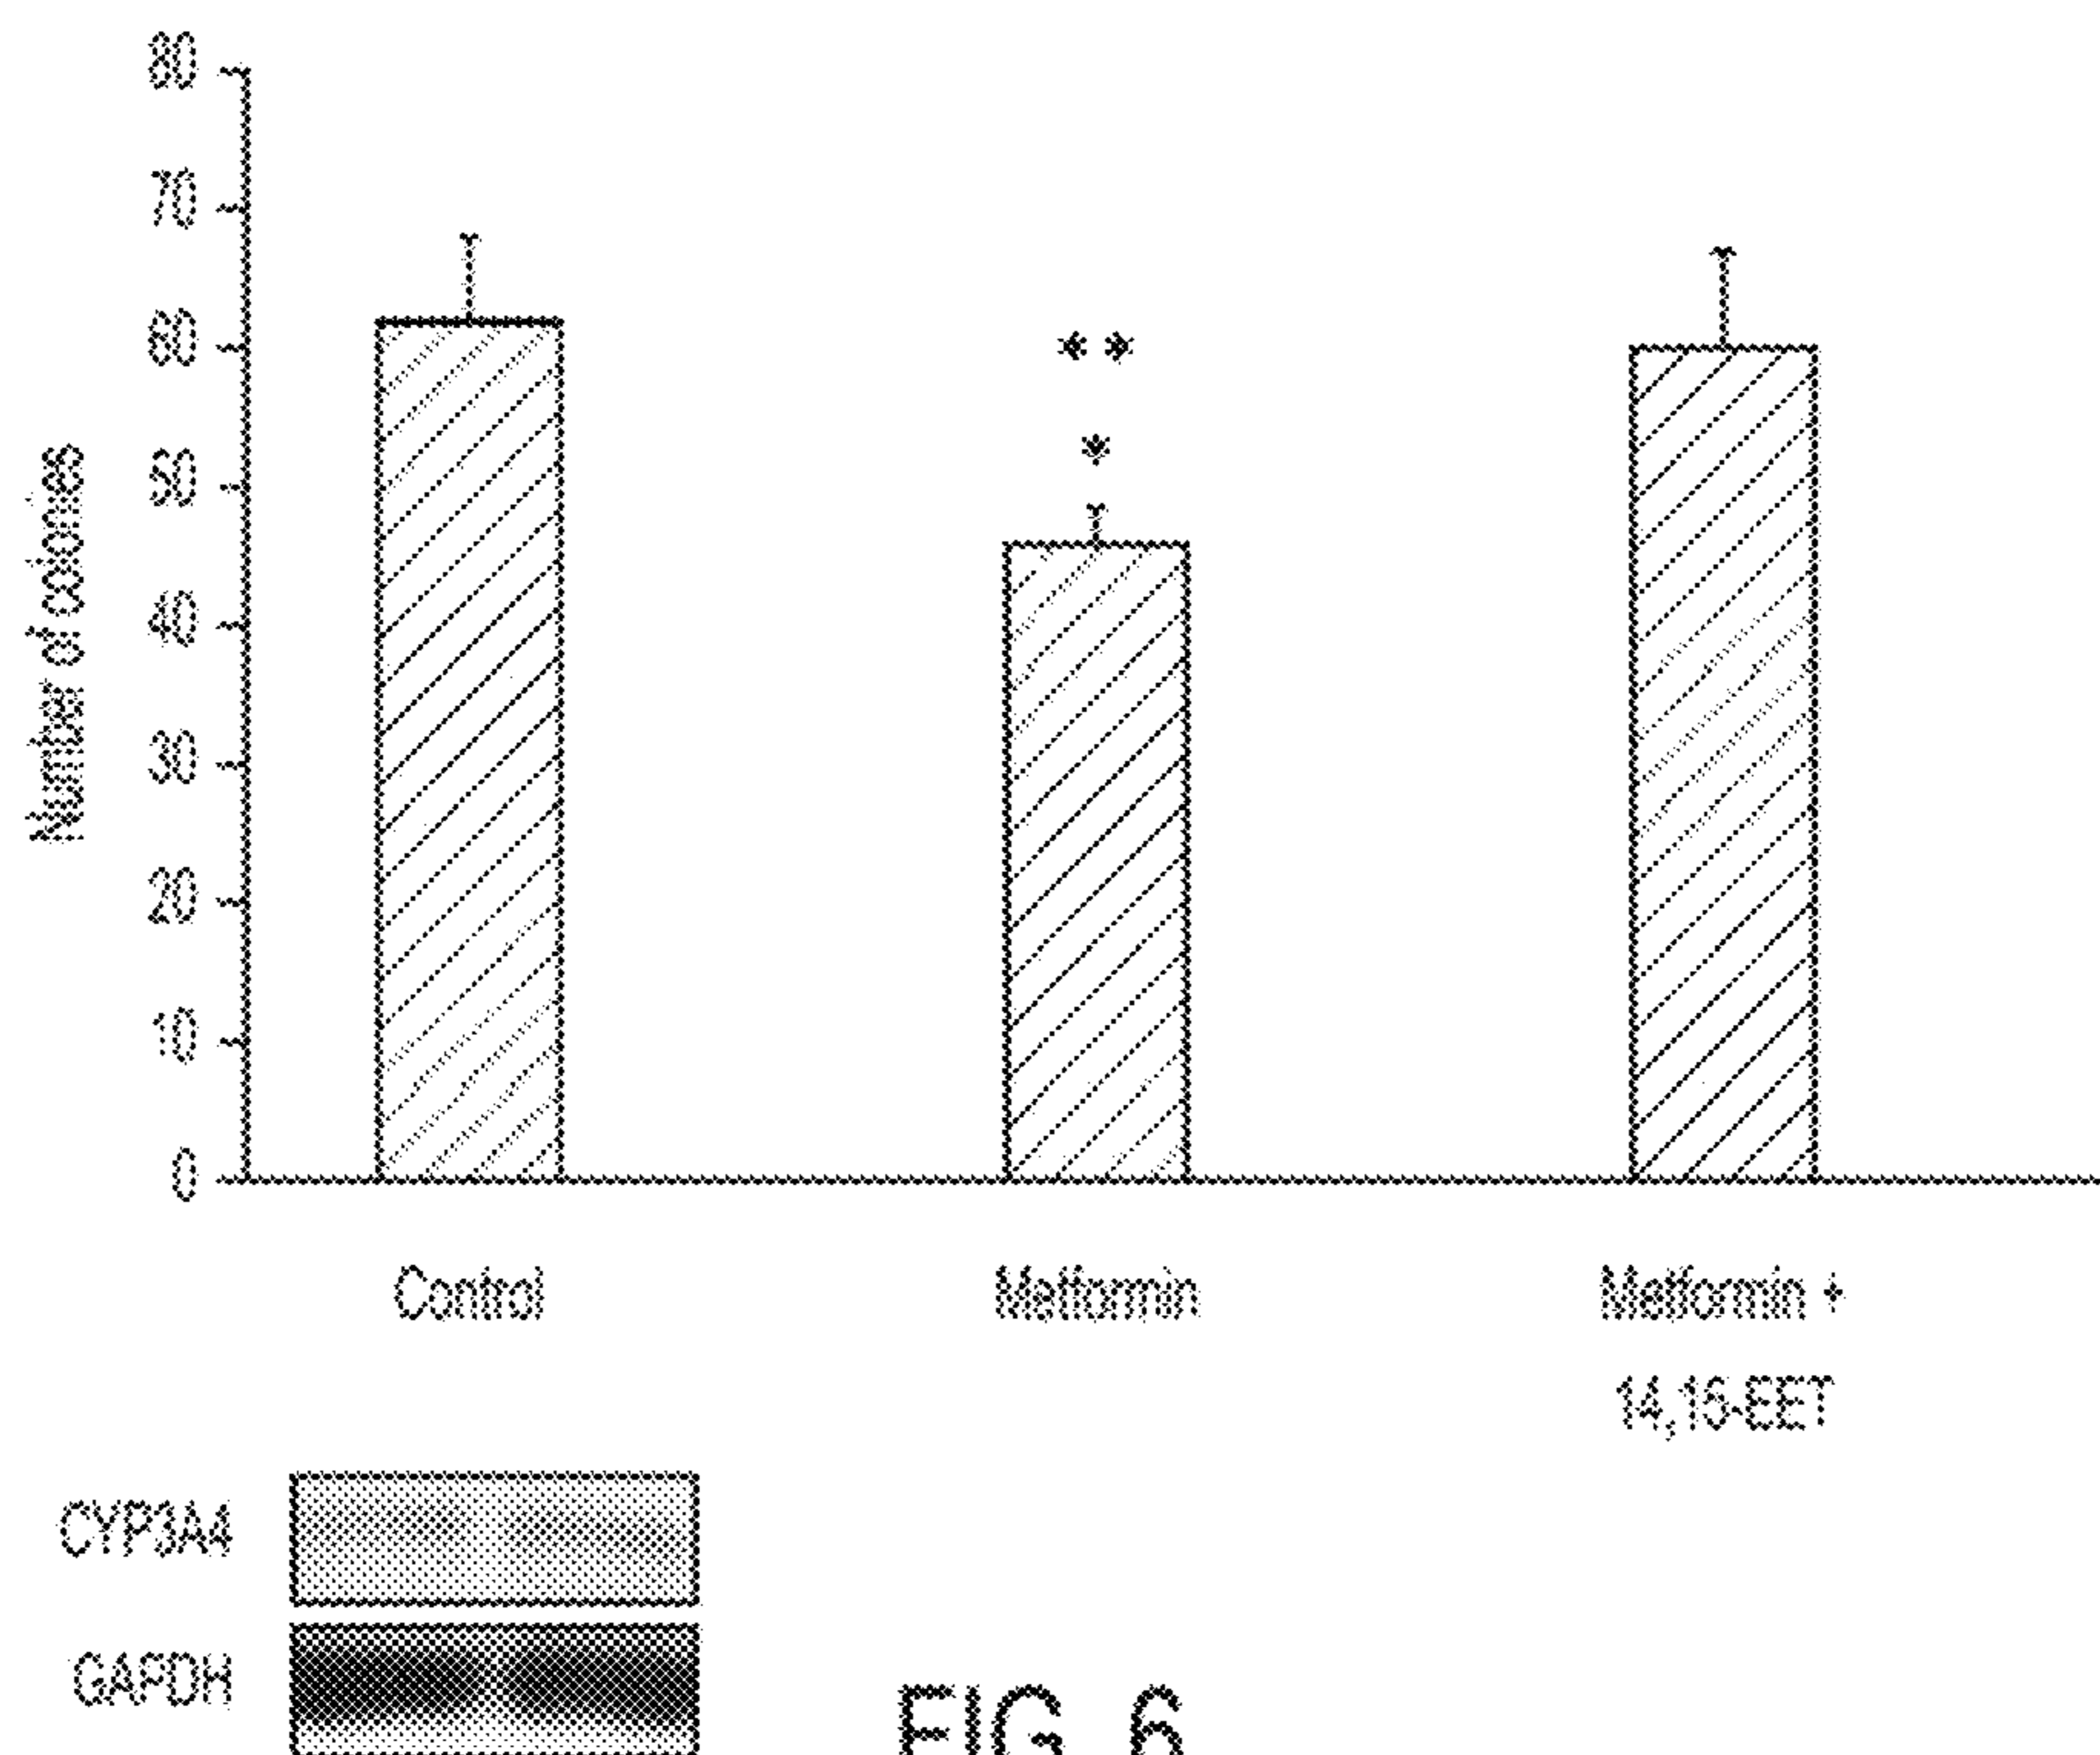 80
70
60
50
40
30
20
10
0
Number of colonies
**
*
Control
Metformin
Metformin +
14,15-EET
CYP3A4
GAPDH
FIG. 6